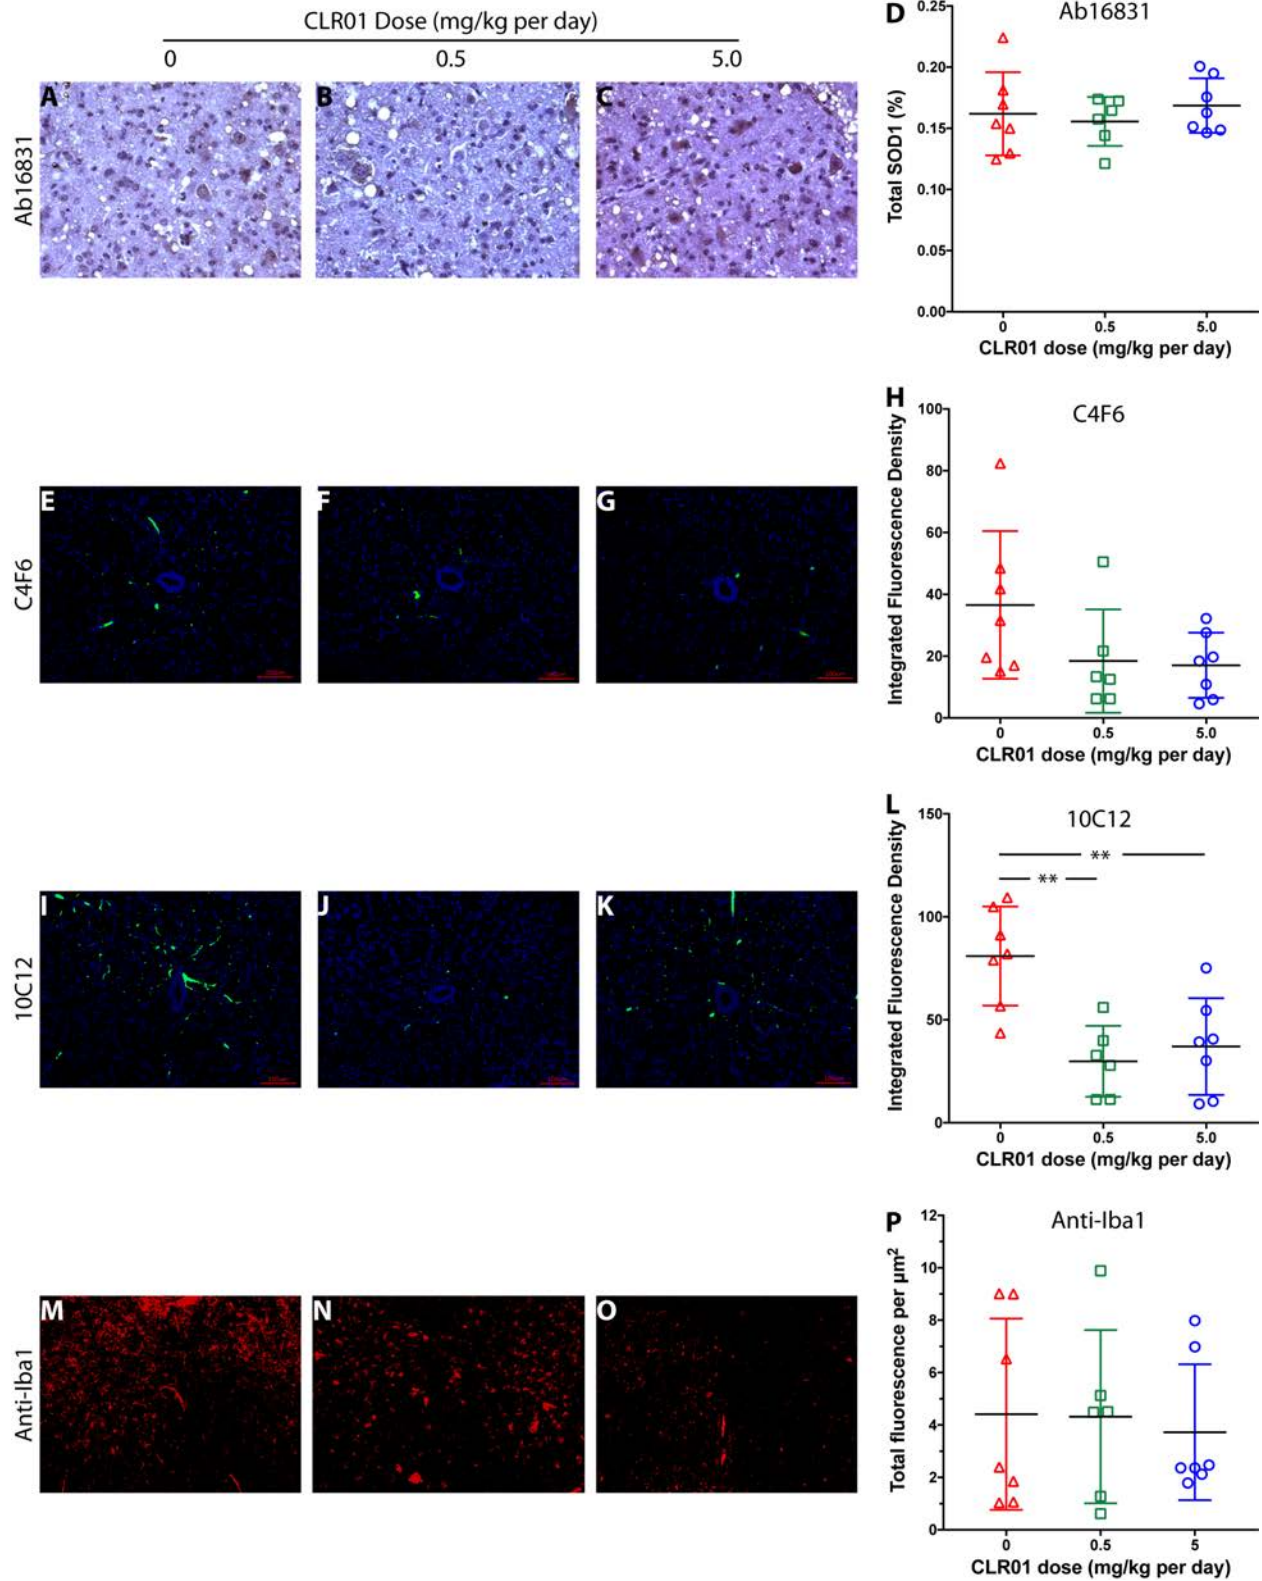 CLR01 Dose (mg/kg per day)
0 0.5 5.0
Ab16831
A B C
D
Ab16831
Total SOD1 (%)
0.25
0.20
0.15
0.10
0.05
0.00
0 0.5 5.0
CLR01 dose (mg/kg per day)
C4F6
E F G
H
C4F6
Integrated Fluorescence Density
100
80
60
40
20
0
0 0.5 5.0
CLR01 dose (mg/kg per day)
10C12
I J K
L
10C12
Integrated Fluorescence Density
150
100
50
0
**
**
0 0.5 5.0
CLR01 dose (mg/kg per day)
Anti-Iba1
M N O
P
Anti-Iba1
Total fluorescence per µm²
12
10
8
6
4
2
0
0 0.5 5
CLR01 dose (mg/kg per day)